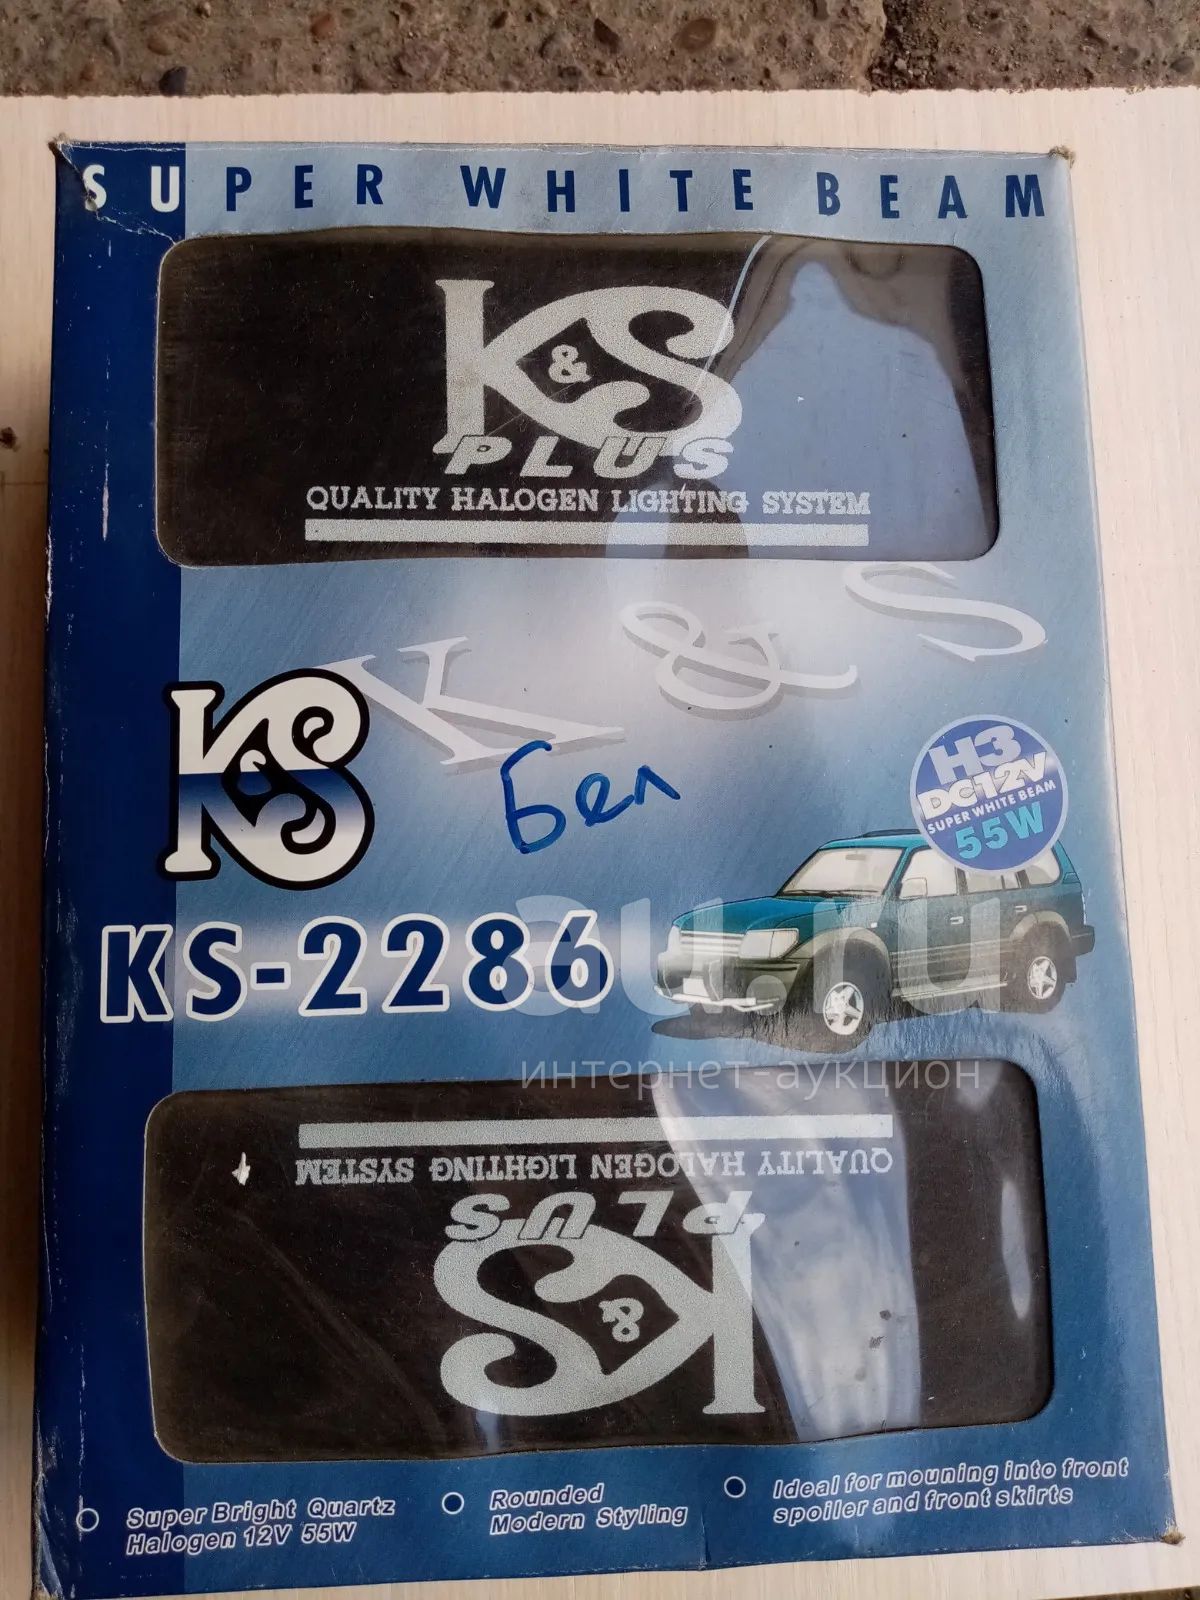 SUPER WHITE BEAM
K&S
PLUS
QUALITY HALOGEN LIGHTING SYSTEM
K & S
K&S
Бел
H3
DC12V
SUPER WHITE BEAM
55W
KS-2286
au.ru
интернет-аукцион
QUALITY HALOGEN LIGHTING SYSTEM
PLUS
K&S
Super Bright Quartz
Halogen 12V 55W
Rounded
Modern Styling
Ideal for mouning into front
spoiler and front skirts